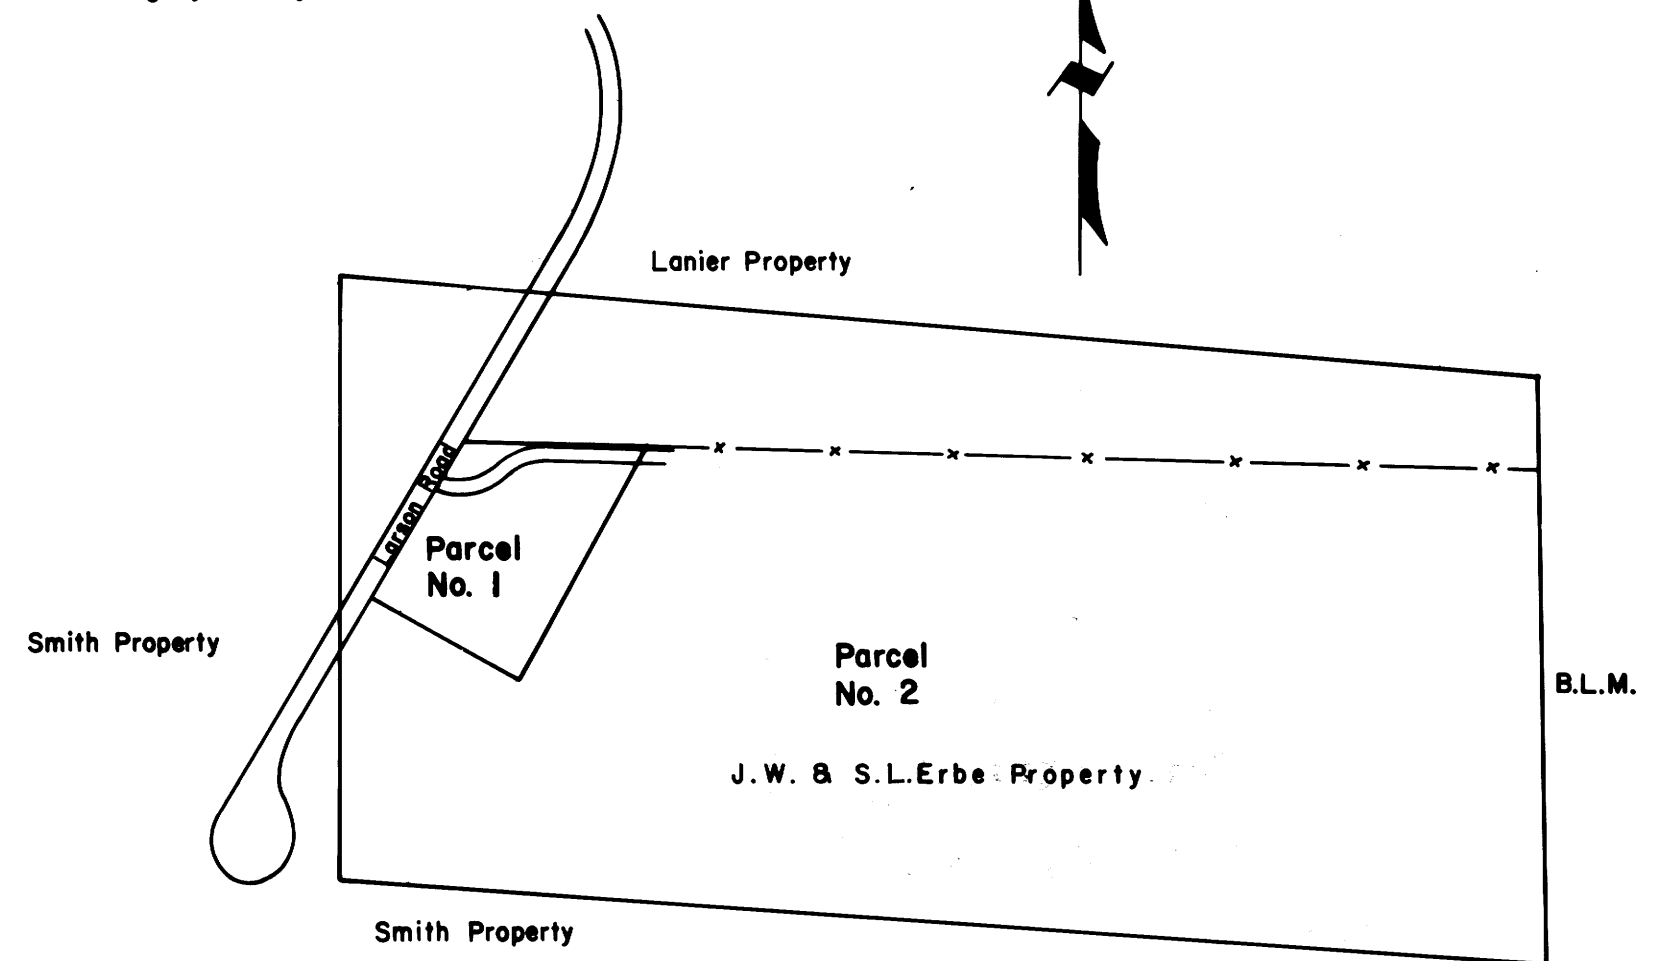 Lanier Property
Larson Road
Parcel
No. 1
Smith Property
Parcel
No. 2
B.L.M.
J.W. & S.L.Erbe Property
Smith Property